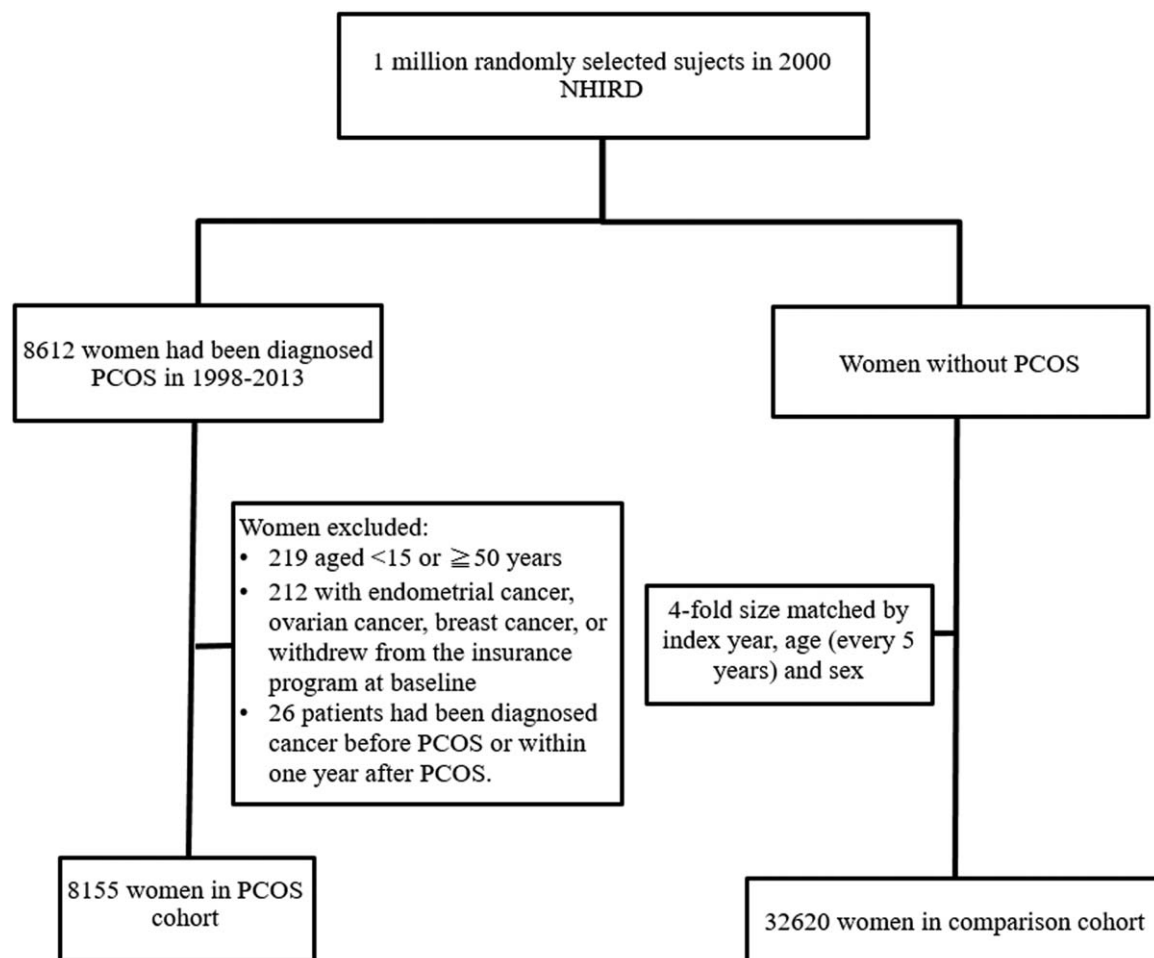 1 million randomly selected sujects in 2000
NHIRD
8612 women had been diagnosed
PCOS in 1998-2013
Women without PCOS
Women excluded:
• 219 aged <15 or ≧50 years
• 212 with endometrial cancer,
ovarian cancer, breast cancer, or
withdrew from the insurance
program at baseline
• 26 patients had been diagnosed
cancer before PCOS or within
one year after PCOS.
4-fold size matched by
index year, age (every 5
years) and sex
8155 women in PCOS
cohort
32620 women in comparison cohort